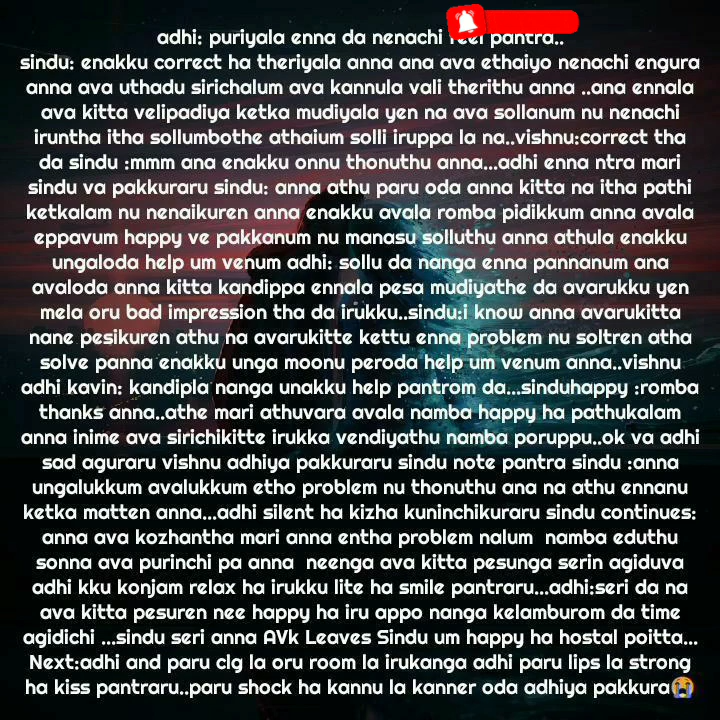 adhi: puriyala enna da nenachi feel pantra..
sindu: enakku correct ha theriyala anna ana ava ethaiyo nenachi engura
anna ava uthadu sirichalum ava kannula vali therithu anna ..ana ennala
ava kitta velipadiya ketka mudiyala yen na ava sollanum nu nenachi
iruntha itha sollumbothe athaium solli iruppa la na..vishnu:correct tha
da sindu :mmm ana enakku onnu thonuthu anna...adhi enna ntra mari
sindu va pakkuraru sindu: anna athu paru oda anna kitta na itha pathi
ketkalam nu nenaikuren anna enakku avala romba pidikkum anna avala
eppavum happy ve pakkanum nu manasu solluthu anna athula enakku
ungaloda help um venum adhi: sollu da nanga enna pannanum ana
avaloda anna kitta kandippa ennala pesa mudiyathe da avarukku yen
mela oru bad impression tha da irukku..sindu:i know anna avarukitta
nane pesikuren athu na avarukitte kettu enna problem nu soltren atha
solve panna enakku unga moonu peroda help um venum anna..vishnu
adhi kavin: kandipla nanga unakku help pantrom da...sinduhappy :romba
thanks anna..athe mari athuvara avala namba happy ha pathukalam
anna inime ava sirichikitte irukka vendiyathu namba poruppu..ok va adhi
sad aguraru vishnu adhiya pakkuraru sindu note pantra sindu :anna
ungalukkum avalukkum etho problem nu thonuthu ana na athu ennanu
ketka matten anna...adhi silent ha kizha kuninchikuraru sindu continues:
anna ava kozhantha mari anna entha problem nalum namba eduthu
sonna ava purinchi pa anna neenga ava kitta pesunga serin agiduva
adhi kku konjam relax ha irukku lite ha smile pantraru...adhi:seri da na
ava kitta pesuren nee happy ha iru appo nanga kelamburom da time
agidichi ...sindu seri anna AVk Leaves Sindu um happy ha hostal poitta...
Next:adhi and paru clg la oru room la irukanga adhi paru lips la strong
ha kiss pantraru..paru shock ha kannu la kanner oda adhiya pakkura😭